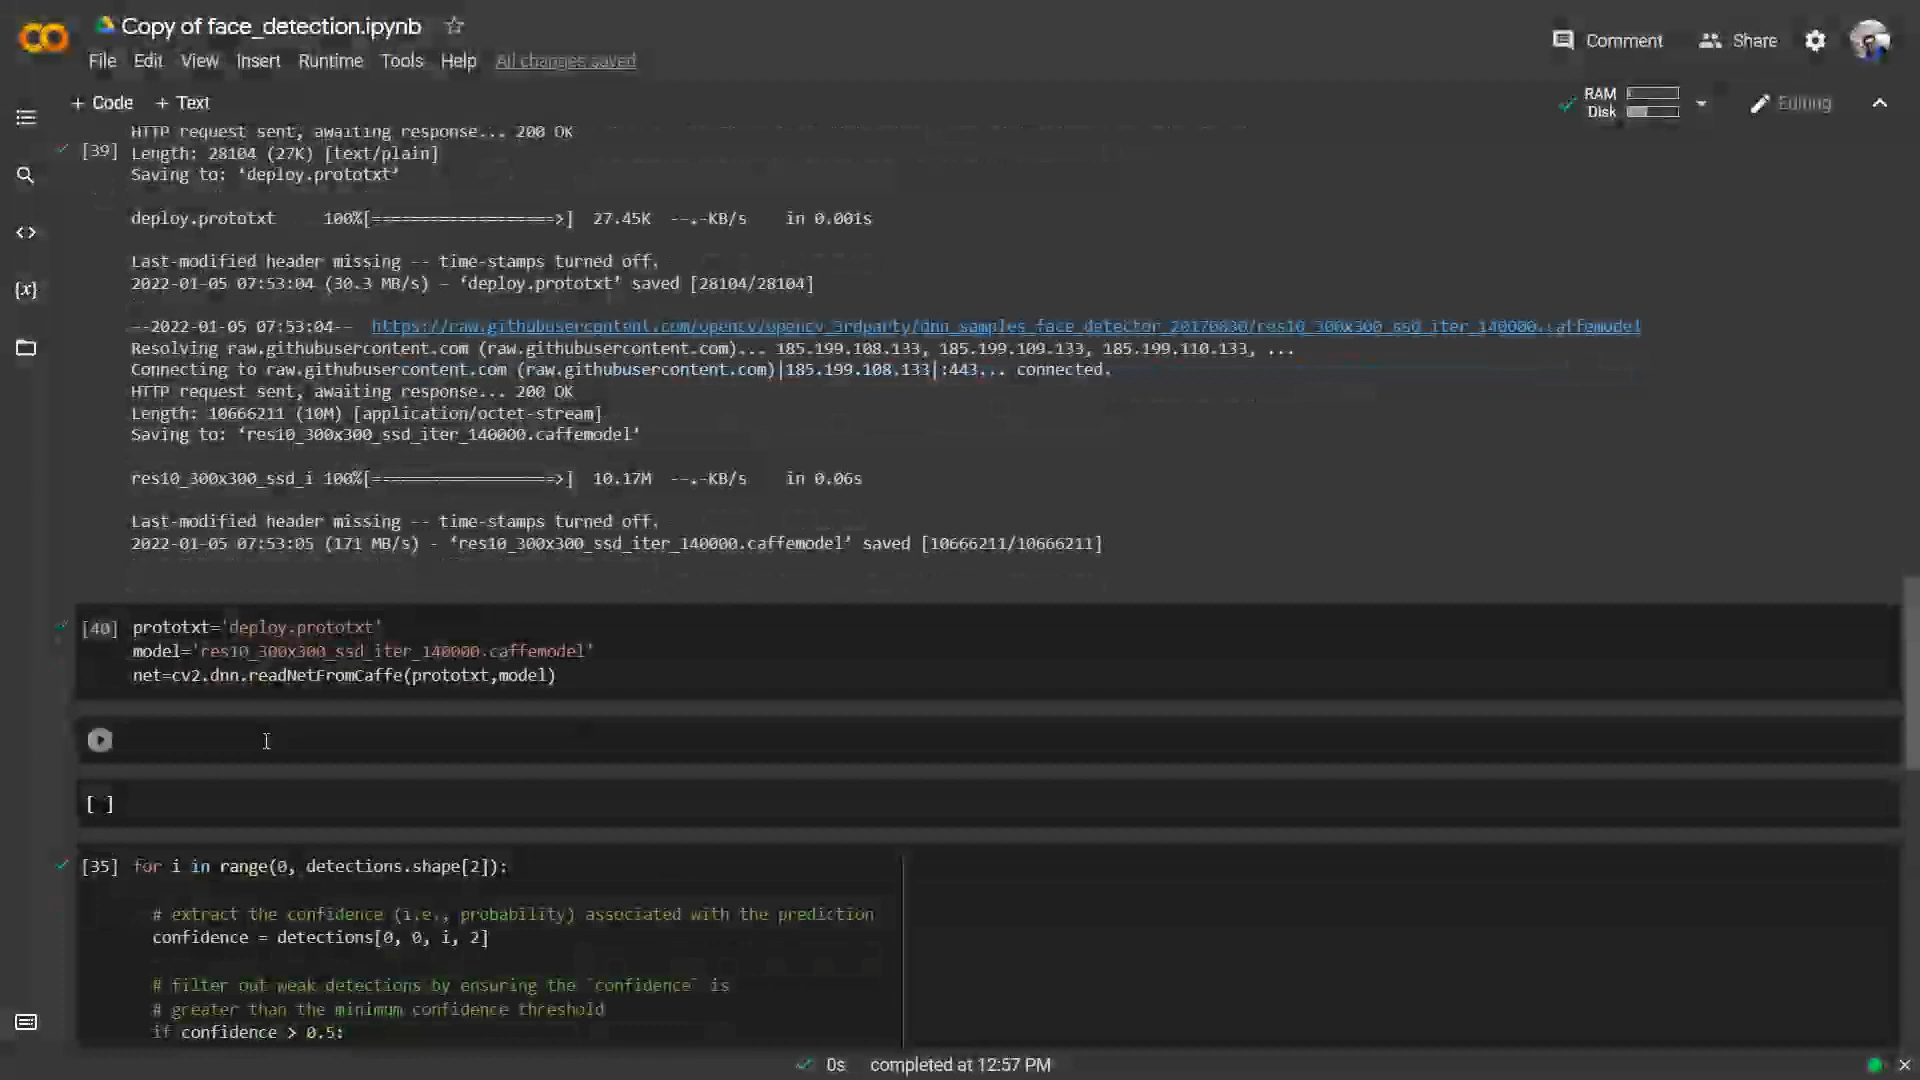 Copy of face_detection.ipynb
File Edit View Insert Runtime Tools Help All changes saved
Comment Share
+ Code + Text
RAM
Disk
Editing
HTTP request sent, awaiting response... 200 OK
[39] Length: 28104 (27K) [text/plain]
Saving to: ‘deploy.prototxt’
deploy.prototxt 100%[===================>] 27.45K --.-KB/s in 0.001s
Last-modified header missing -- time-stamps turned off.
2022-01-05 07:53:04 (30.3 MB/s) - ‘deploy.prototxt’ saved [28104/28104]
--2022-01-05 07:53:04-- https://raw.githubusercontent.com/opencv/opencv_3rdparty/dnn_samples_face_detector_20170830/res10_300x300_ssd_iter_140000.caffemodel
Resolving raw.githubusercontent.com (raw.githubusercontent.com)... 185.199.108.133, 185.199.109.133, 185.199.110.133, ...
Connecting to raw.githubusercontent.com (raw.githubusercontent.com)|185.199.108.133|:443... connected.
HTTP request sent, awaiting response... 200 OK
Length: 10666211 (10M) [application/octet-stream]
Saving to: ‘res10_300x300_ssd_iter_140000.caffemodel’
res10_300x300_ssd_i 100%[===================>] 10.17M --.-KB/s in 0.06s
Last-modified header missing -- time-stamps turned off.
2022-01-05 07:53:05 (171 MB/s) - ‘res10_300x300_ssd_iter_140000.caffemodel’ saved [10666211/10666211]
[40] prototxt='deploy.prototxt'
model='res10_300x300_ssd_iter_140000.caffemodel'
net=cv2.dnn.readNetFromCaffe(prototxt,model)
[ ]
[35] for i in range(0, detections.shape[2]):
# extract the confidence (i.e., probability) associated with the prediction
confidence = detections[0, 0, i, 2]
# filter out weak detections by ensuring the `confidence` is
# greater than the minimum confidence threshold
if confidence > 0.5:
0s completed at 12:57 PM